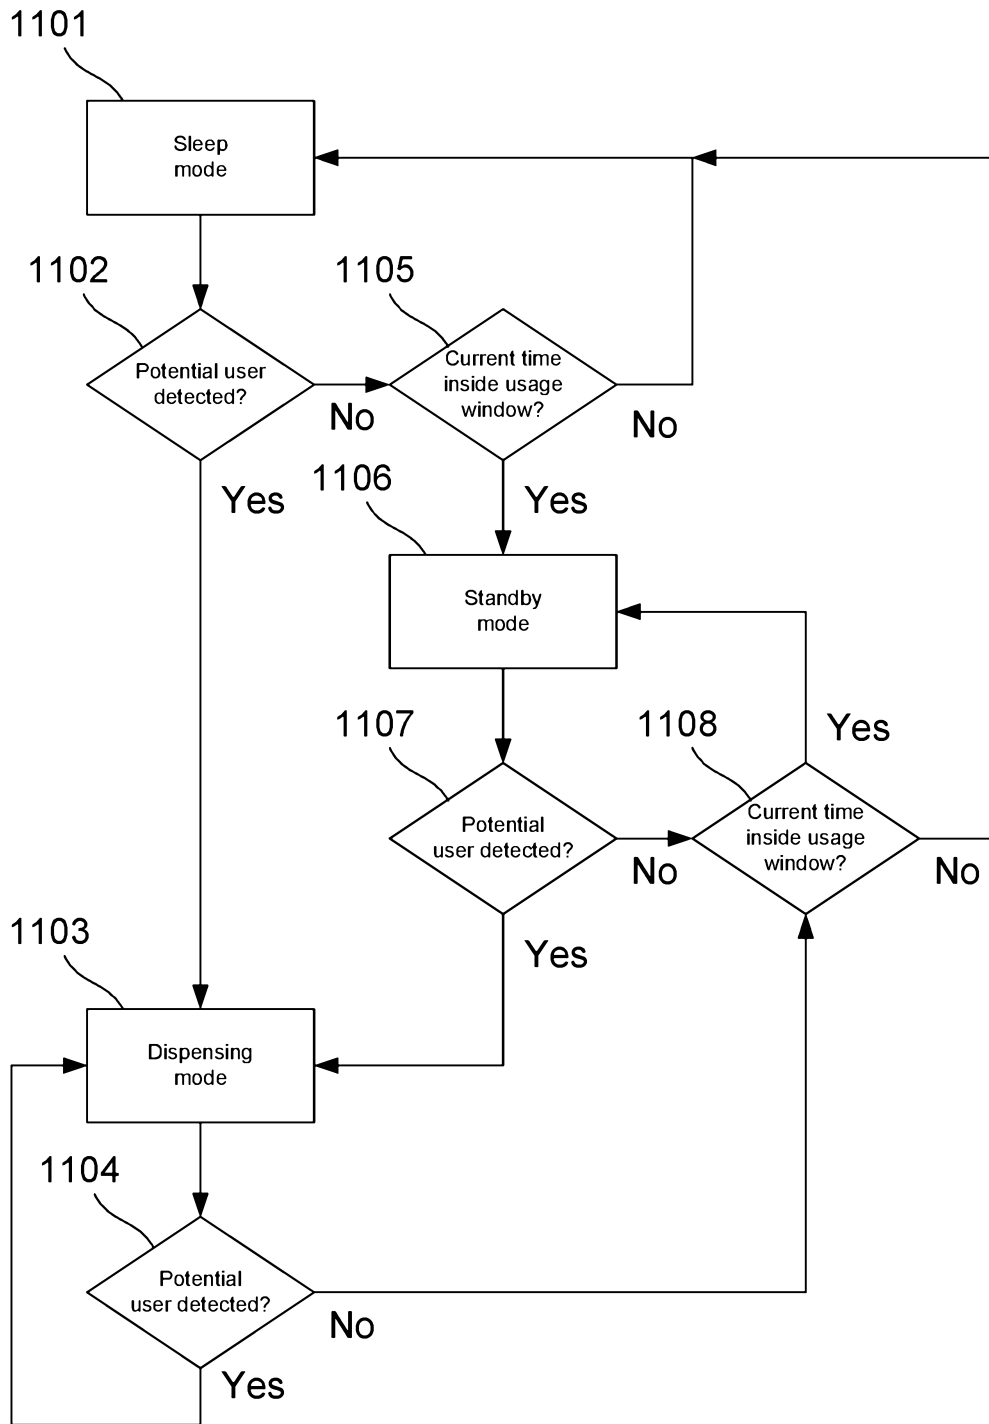 1101
Sleep
mode
1102
1105
Potential user
detected?
Current time
inside usage
window?
No
No
Yes
1106
Yes
Standby
mode
1107
1108
Yes
Potential
user detected?
Current time
inside usage
window?
No
No
1103
Yes
Dispensing
mode
1104
Potential
user detected?
No
Yes